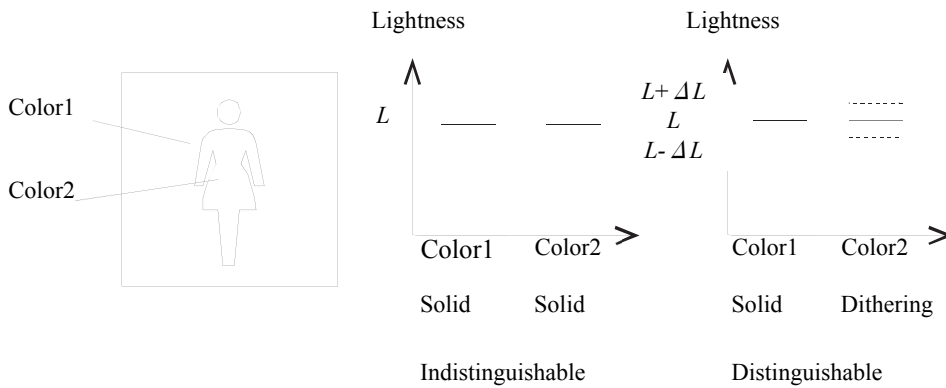 Color1
Color2
Lightness
L
Color1 Color2
Solid Solid
Indistinguishable
Lightness
L+ ΔL
L
L- ΔL
Color1 Color2
Solid Dithering
Distinguishable